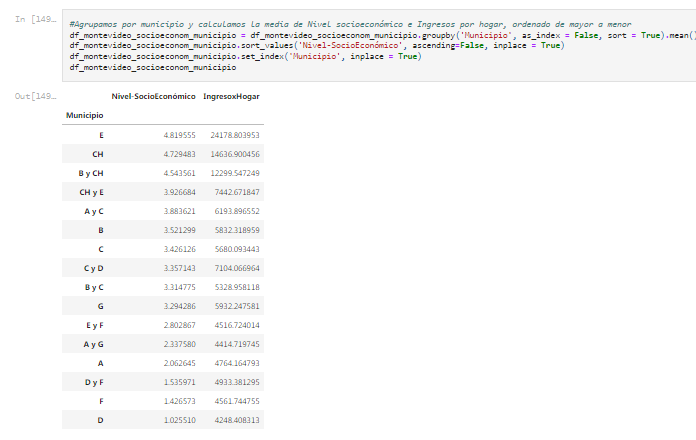 In [149…
#Agrupamos por municipio y calculamos la media de Nivel socioeconómico e Ingresos por hogar, ordenado de mayor a menor
df_montevideo_socioeconom_municipio = df_montevideo_socioeconom_municipio.groupby('Municipio', as_index = False, sort = True).mean()
df_montevideo_socioeconom_municipio.sort_values('Nivel-SocioEconómico', ascending=False, inplace = True)
df_montevideo_socioeconom_municipio.set_index('Municipio', inplace = True)
df_montevideo_socioeconom_municipio
Out[149…
Nivel-SocioEconómico IngresoxHogar
Municipio
E 4.819555 24178.803953
CH 4.729483 14636.900456
B y CH 4.543561 12299.547249
CH y E 3.926684 7442.671847
A y C 3.883621 6193.896552
B 3.521299 5832.318959
C 3.426126 5680.093443
C y D 3.357143 7104.066964
B y C 3.314775 5328.958118
G 3.294286 5932.247581
E y F 2.802867 4516.724014
A y G 2.337580 4414.719745
A 2.062645 4764.164793
D y F 1.535971 4933.381295
F 1.426573 4561.744755
D 1.025510 4248.408313